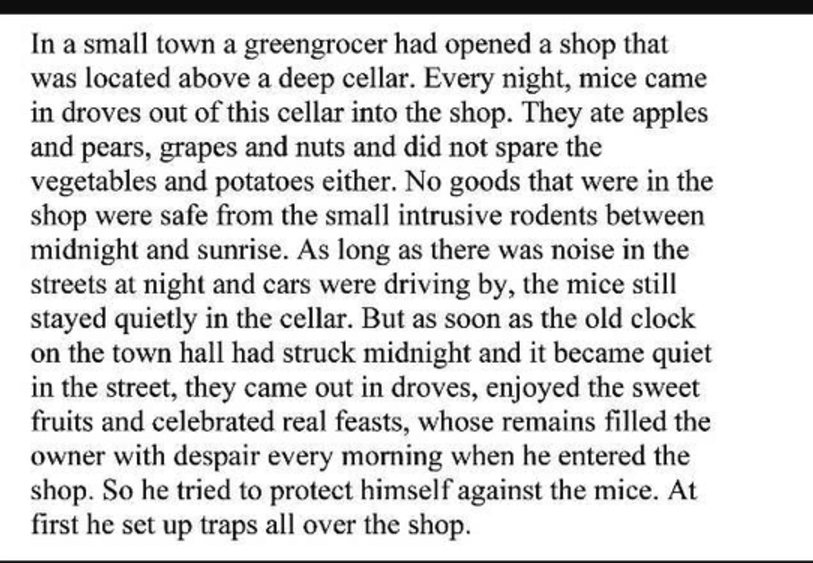 In a small town a greengrocer had opened a shop that
was located above a deep cellar. Every night, mice came
in droves out of this cellar into the shop. They ate apples
and pears, grapes and nuts and did not spare the
vegetables and potatoes either. No goods that were in the
shop were safe from the small intrusive rodents between
midnight and sunrise. As long as there was noise in the
streets at night and cars were driving by, the mice still
stayed quietly in the cellar. But as soon as the old clock
on the town hall had struck midnight and it became quiet
in the street, they came out in droves, enjoyed the sweet
fruits and celebrated real feasts, whose remains filled the
owner with despair every morning when he entered the
shop. So he tried to protect himself against the mice. At
first he set up traps all over the shop.